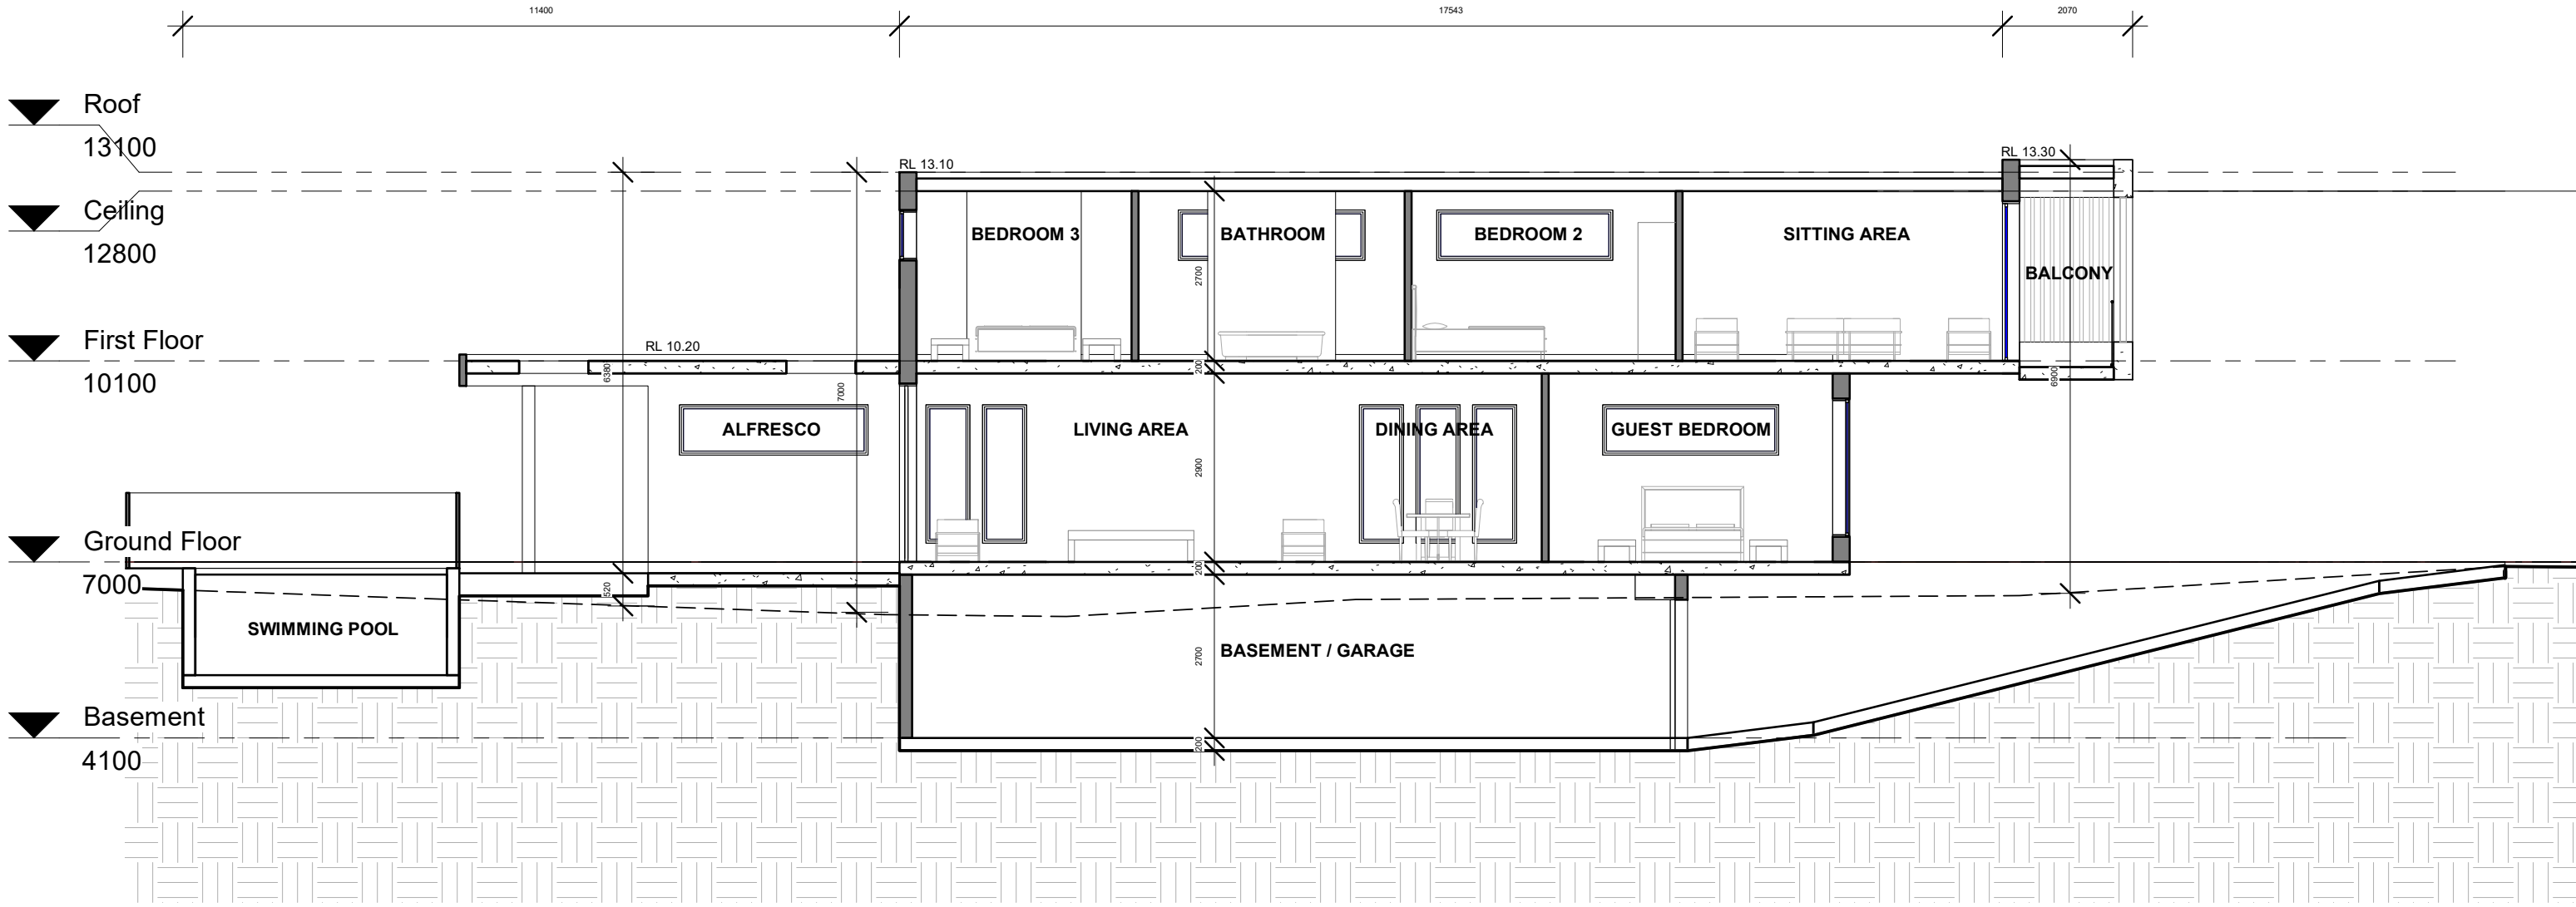 11400
17543
2070
Roof
13100
RL 13.10
RL 13.30
Ceiling
12800
BEDROOM 3
BATHROOM
BEDROOM 2
SITTING AREA
BALCONY
2700
First Floor
10100
RL 10.20
6380
7000
200
6900
ALFRESCO
LIVING AREA
DINING AREA
GUEST BEDROOM
2900
Ground Floor
7000
520
200
SWIMMING POOL
BASEMENT / GARAGE
2700
Basement
4100
200